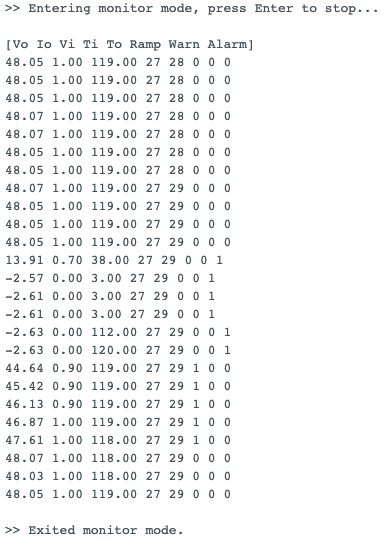 >> Entering monitor mode, press Enter to stop...
[Vo Io Vi Ti To Ramp Warn Alarm]
48.05 1.00 119.00 27 28 0 0 0
48.05 1.00 119.00 27 28 0 0 0
48.05 1.00 119.00 27 28 0 0 0
48.07 1.00 119.00 27 28 0 0 0
48.07 1.00 119.00 27 28 0 0 0
48.05 1.00 119.00 27 28 0 0 0
48.05 1.00 119.00 27 28 0 0 0
48.07 1.00 119.00 27 29 0 0 0
48.05 1.00 119.00 27 29 0 0 0
48.05 1.00 119.00 27 29 0 0 0
48.05 1.00 119.00 27 29 0 0 0
13.91 0.70 38.00 27 29 0 0 1
-2.57 0.00 3.00 27 29 0 0 1
-2.61 0.00 3.00 27 29 0 0 1
-2.61 0.00 3.00 27 29 0 0 1
-2.63 0.00 112.00 27 29 0 0 1
-2.63 0.00 120.00 27 29 0 0 1
44.64 0.90 119.00 27 29 1 0 0
45.42 0.90 119.00 27 29 1 0 0
46.13 0.90 119.00 27 29 1 0 0
46.87 1.00 119.00 27 29 1 0 0
47.61 1.00 118.00 27 29 1 0 0
48.07 1.00 118.00 27 29 0 0 0
48.03 1.00 118.00 27 29 0 0 0
48.05 1.00 119.00 27 29 0 0 0
>> Exited monitor mode.